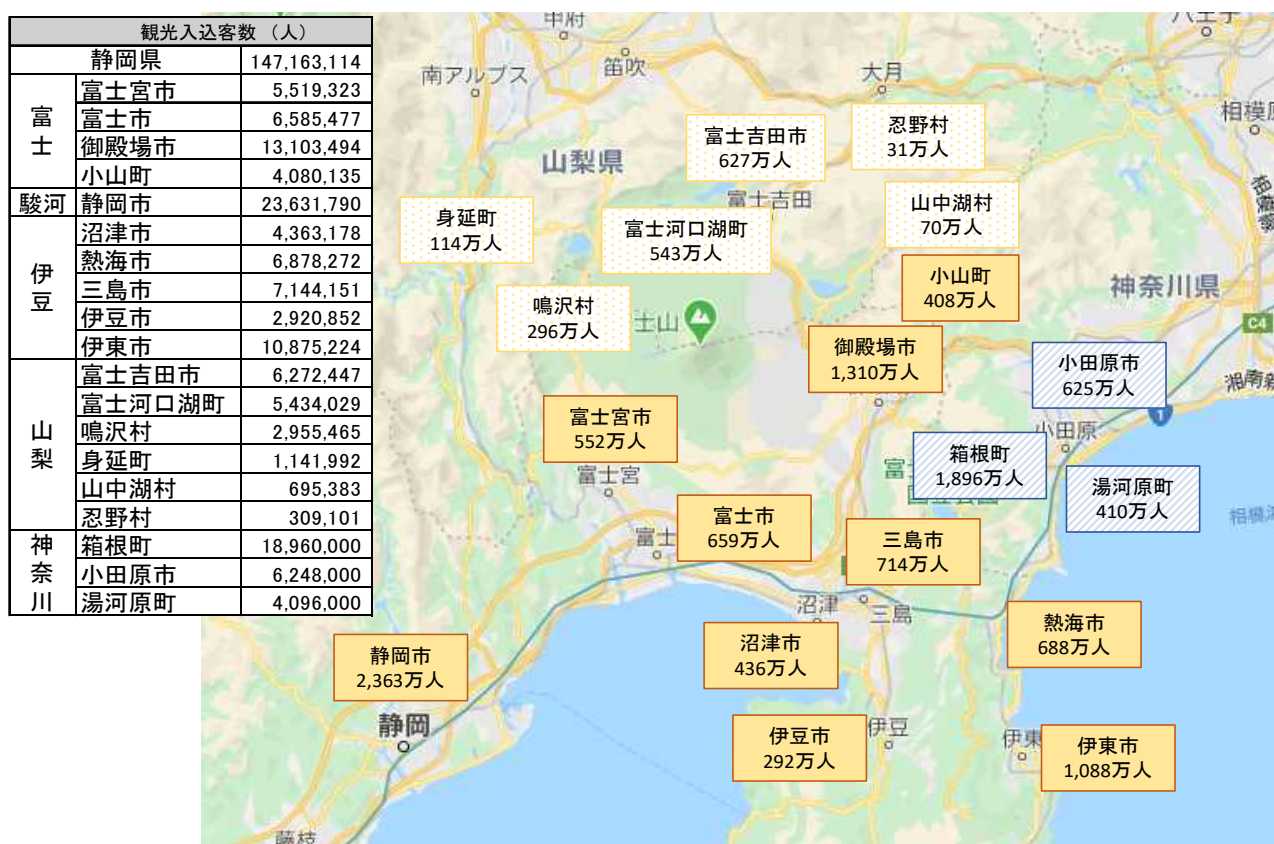 観光入込客数 (人)
静岡県 147,163,114
富士
富士宮市 5,519,323
富士市 6,585,477
御殿場市 13,103,494
小山町 4,080,135
駿河 静岡市 23,631,790
伊豆
沼津市 4,363,178
熱海市 6,878,272
三島市 7,144,151
伊豆市 2,920,852
伊東市 10,875,224
山梨
富士吉田市 6,272,447
富士河口湖町 5,434,029
鳴沢村 2,955,465
身延町 1,141,992
山中湖村 695,383
忍野村 309,101
神奈川
箱根町 18,960,000
小田原市 6,248,000
湯河原町 4,096,000
甲府
八王子
笛吹
南アルプス
大月
相模原
忍野村
31万人
富士吉田市
627万人
山梨県
富士吉田
山中湖村
70万人
身延町
114万人
富士河口湖町
543万人
小山町
408万人
神奈川県
鳴沢村
296万人
士山
C4
御殿場市
1,310万人
小田原市
625万人
湘南新
1
富士宮市
552万人
小田原
箱根町
1,896万人
富士宮
湯河原町
410万人
富士市
659万人
富士
三島市
714万人
沼津
三島
熱海市
688万人
沼津市
436万人
静岡市
2,363万人
静岡
伊豆市
292万人
伊豆
伊東
伊東市
1,088万人
藤枝